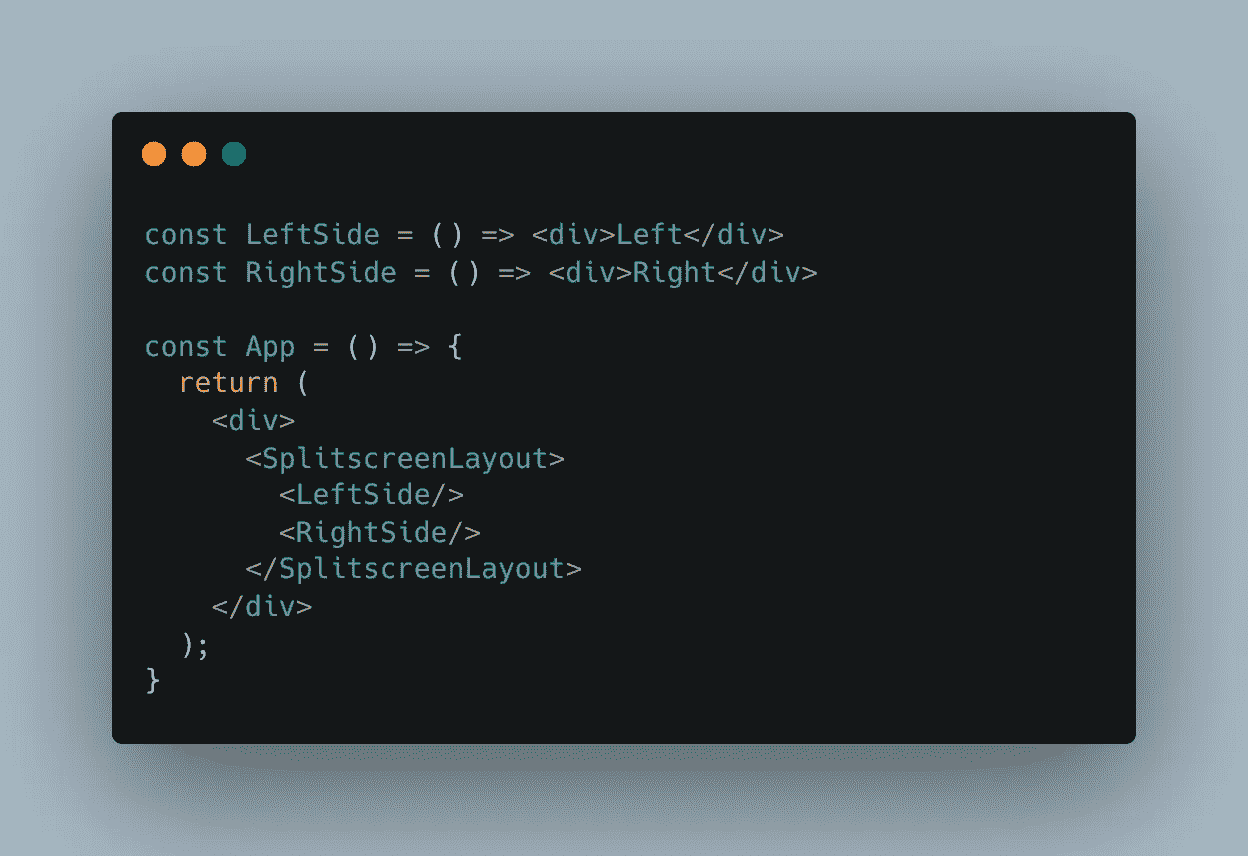 const LeftSide = () => <div>Left</div>
const RightSide = () => <div>Right</div>
const App = () => {
return (
<div>
<SplitscreenLayout>
<LeftSide/>
<RightSide/>
</SplitscreenLayout>
</div>
);
}